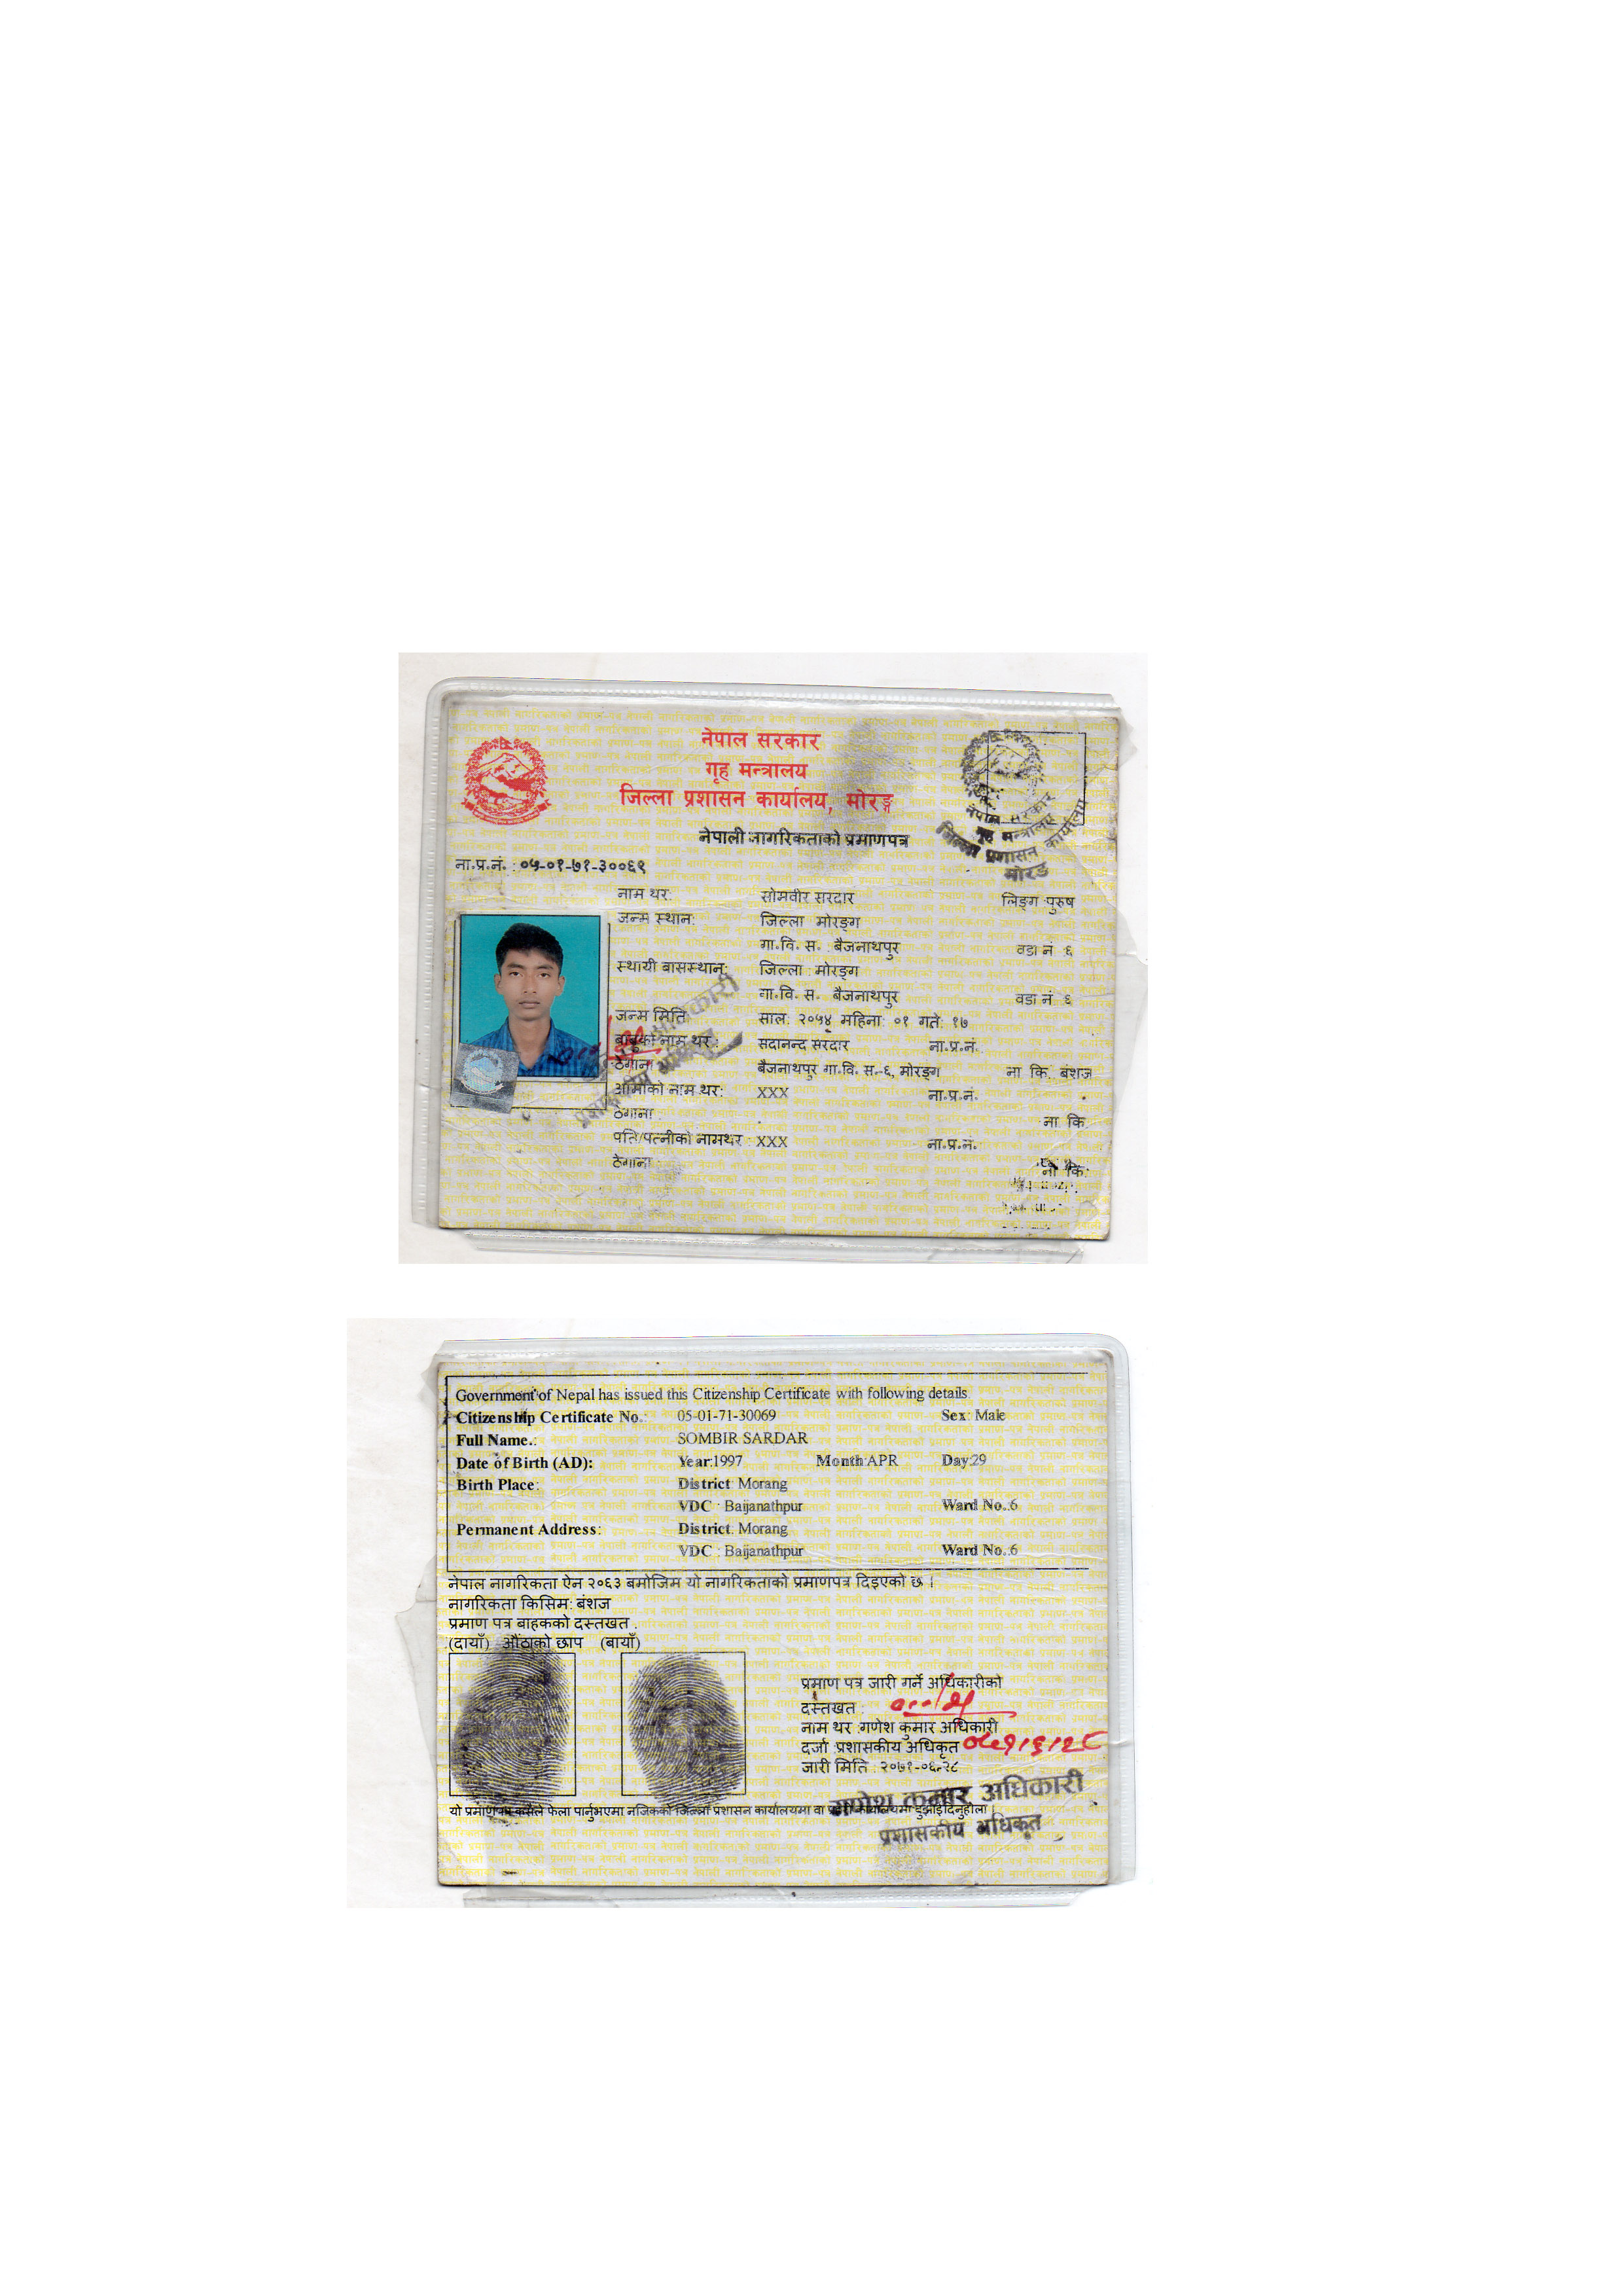 नेपाल सरकार
गृह मन्त्रालय
जिल्ला प्रशासन कार्यालय, मोरङ्ग
नेपाल सरकार
गृह मन्त्रालय
जिल्ला प्रशासन कार्यालय
मोरङ
नेपाली नागरिकताको प्रमाणपत्र
ना.प्र.नं. : ०५-०१-७१-३००६९
नाम थर: सोमवीर सरदार लिङ्ग पुरुष
जन्म स्थान: जिल्ला मोरङ्ग
गा.वि. स. : बैजनाथपुर वडा नं ६
स्थायी बासस्थान: जिल्ला : मोरङ्ग
गा.वि. स. बैजनाथपुर वडा नं ६
जन्म मिति साल: २०५४ महिना: ०१ गते: १७
बाबुको नाम थर : सदानन्द सरदार ना.प्र.नं.
ठेगाना बैजनाथपुर गा.वि. स.-६, मोरङ्ग ना कि. बंशज
आमाको नाम थर: XXX ना.प्र.नं.
ठेगाना : ना कि
पति/पत्नीको नामथर : XXX ना.प्र.नं.
ठेगाना : ना कि:
Government of Nepal has issued this Citizenship Certificate with following details
Citizenship Certificate No.: 05-01-71-30069 Sex: Male
Full Name.: SOMBIR SARDAR
Date of Birth (AD): Year:1997 Month:APR Day:29
Birth Place: District: Morang
VDC : Baijanathpur Ward No.:6
Permanent Address: District: Morang
VDC : Baijanathpur Ward No.:6
नेपाल नागरिकता ऐन २०६३ बमोजिम यो नागरिकताको प्रमाणपत्र दिइएको छ ।
नागरिकता किसिम: बंशज
प्रमाण पत्र बाहकको दस्तखत :
(दायाँ) औंठाको छाप (बायाँ)
प्रमाण पत्र जारी गर्ने अधिकारीको
दस्तखत :
नाम थर :गणेश कुमार अधिकारी
दर्जा :प्रशासकीय अधिकृत
जारी मिति : २०७१-०६-२८
गणेश कुमार अधिकारी
प्रशासकीय अधिकृत
यो प्रमाणपत्र कसैले फेला पार्नुभएमा नजिकको जिल्ला प्रशासन कार्यालयमा वा प्रहरी कार्यालयमा बुझाइदिनुहोला